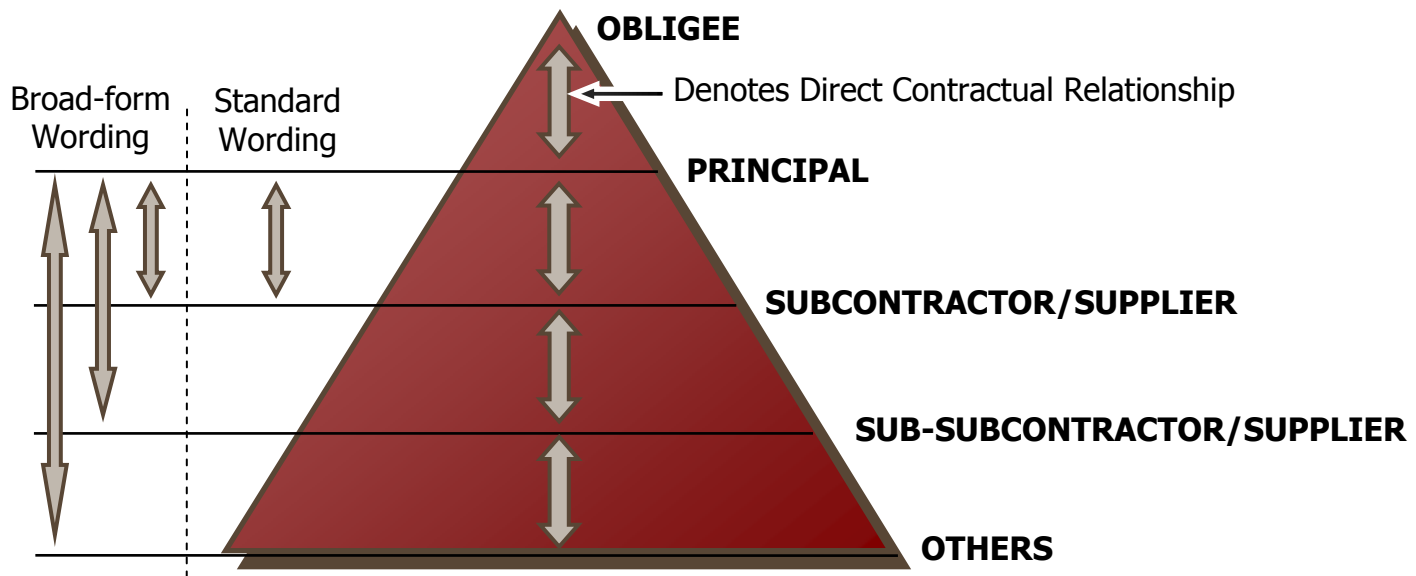 OBLIGEE
Denotes Direct Contractual Relationship
Broad-form
Wording
Standard
Wording
PRINCIPAL
SUBCONTRACTOR/SUPPLIER
SUB-SUBCONTRACTOR/SUPPLIER
OTHERS